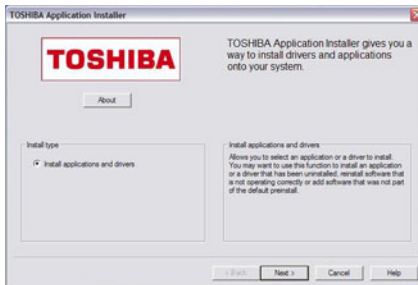 TOSHIBA Application Installer
TOSHIBA
TOSHIBA Application Installer gives you a
way to install drivers and applications
onto your system.
About
Install type
Install applications and drivers
Install applications and drivers
Allows you to select an application or a driver to install.
You may want to use this function to install an application
or a driver that has been uninstalled, reinstall software that
is not operating correctly or add software that was not part
of the default preinstall.
< Back
Next >
Cancel
Help